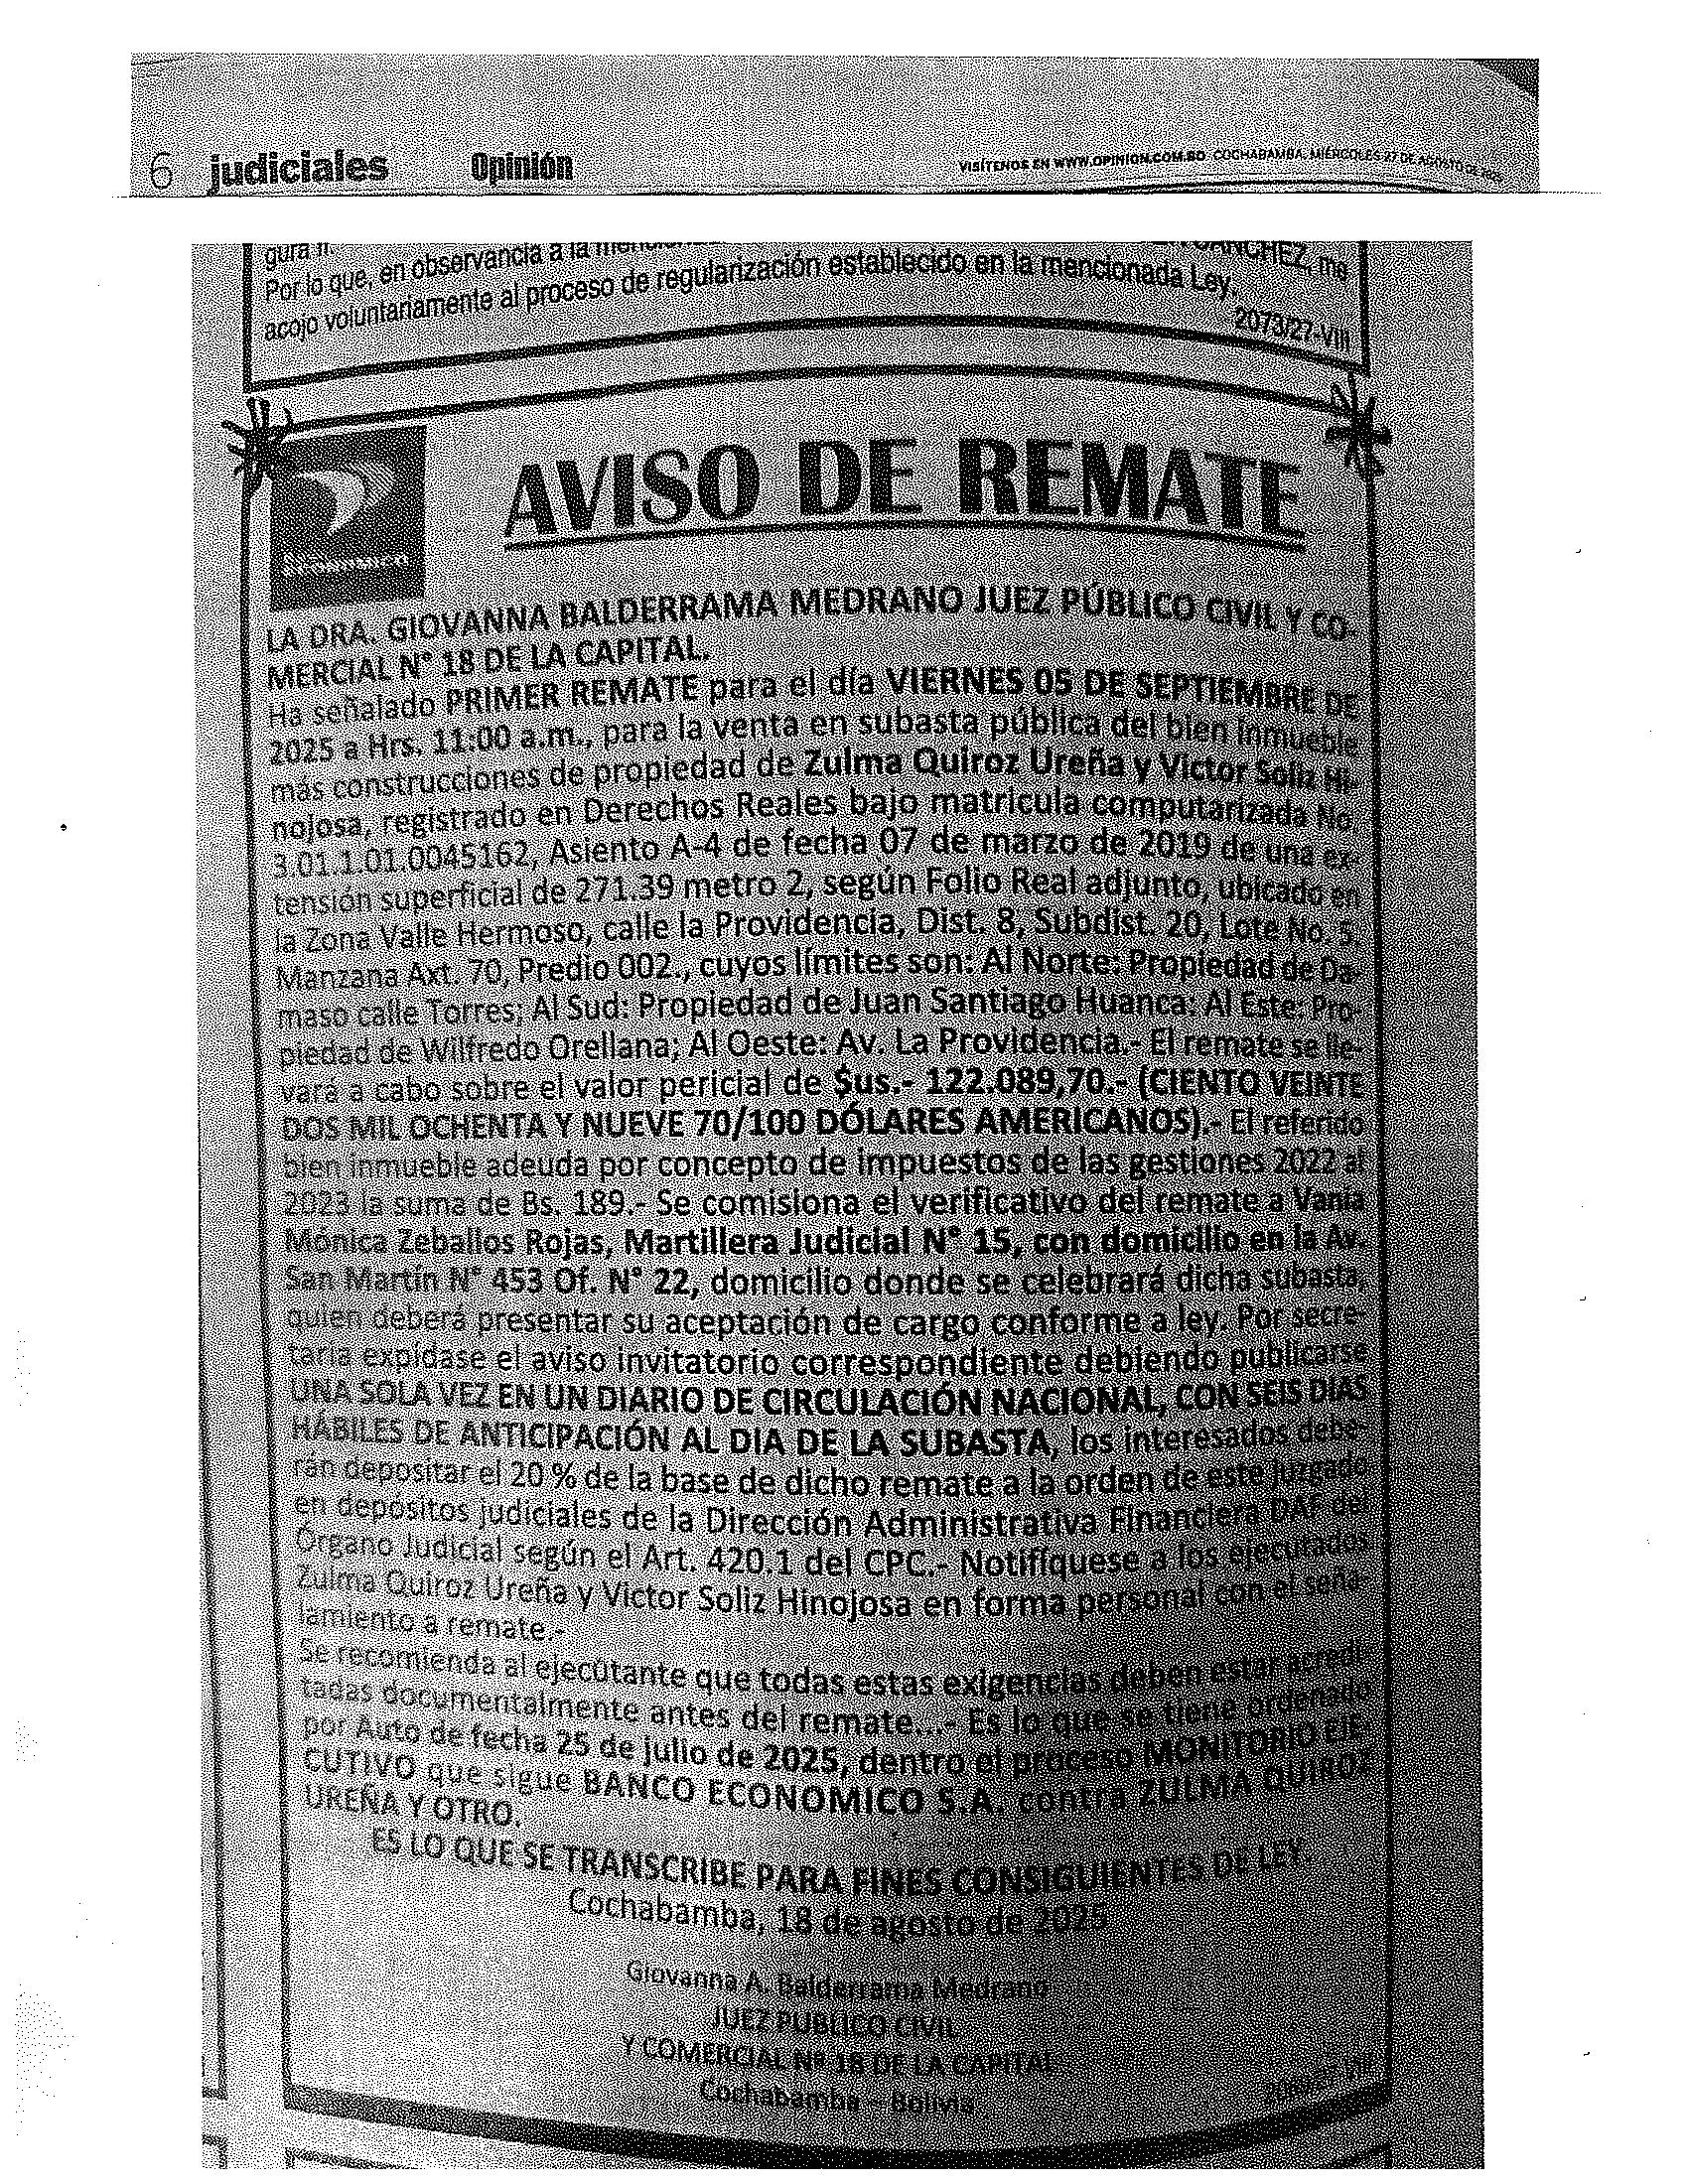 6 judiciales Opinión VISÍTENOS EN WWW.OPINION.COM.BO COCHABAMBA, MIÉRCOLES 27 DE AGOSTO DE 2025
gura
Por lo que, en observancia a la SÁNCHEZ, me
acojo voluntariamente al proceso de regularización establecido en la mencionada Ley.
2073/27-VIII
AVISO DE REMATE
LA DRA. GIOVANNA BALDERRAMA MEDRANO JUEZ PÚBLICO CIVIL Y CO-
MERCIAL N° 18 DE LA CAPITAL.
Ha señalado PRIMER REMATE para el día VIERNES 05 DE SEPTIEMBRE DE
2025 a Hrs. 11:00 a.m., para la venta en subasta pública del bien inmueble
más construcciones de propiedad de Zulma Quiroz Ureña y Victor Soliz Hi-
nojosa, registrado en Derechos Reales bajo matricula computarizada No.
3.01.1.01.0045162, Asiento A-4 de fecha 07 de marzo de 2019 de una ex-
tensión superficial de 271.39 metro 2, según Folio Real adjunto, ubicado en
la Zona Valle Hermoso, calle la Providencia, Dist. 8, Subdist. 20, Lote No. 5,
Manzana Axt. 70, Predio 002., cuyos límites son: Al Norte: Propiedad de Da-
maso calle Torres; Al Sud: Propiedad de Juan Santiago Huanca: Al Este: Pro-
piedad de Wilfredo Orellana; Al Oeste: Av. La Providencia.- El remate se lle-
vará a cabo sobre el valor pericial de $us.- 122.089,70.- (CIENTO VEINTE
DOS MIL OCHENTA Y NUEVE 70/100 DÓLARES AMERICANOS).- El referido
bien inmueble adeuda por concepto de impuestos de las gestiones 2022 al
2023 la suma de Bs. 189.- Se comisiona el verificativo del remate a Vania
Mónica Zeballos Rojas, Martillera Judicial N° 15, con domicilio en la Av.
San Martín N° 453 Of. N° 22, domicilio donde se celebrará dicha subasta,
quien deberá presentar su aceptación de cargo conforme a ley. Por secre-
taria expídase el aviso invitatorio correspondiente debiendo publicarse
UNA SOLA VEZ EN UN DIARIO DE CIRCULACIÓN NACIONAL, CON SEIS DIAS
HÁBILES DE ANTICIPACIÓN AL DIA DE LA SUBASTA, los interesados debe-
rán depositar el 20 % de la base de dicho remate a la orden de este juzgado
en depósitos judiciales de la Dirección Administrativa Financiera DAF del
Órgano Judicial según el Art. 420.1 del CPC.- Notifíquese a los ejecutados
Zulma Quiroz Ureña y Victor Soliz Hinojosa en forma personal con el seña-
lamiento a remate.-
Se recomienda al ejecutante que todas estas exigencias deben estar acredi-
tadas documentalmente antes del remate...- Es lo que se tiene ordenado
por Auto de fecha 25 de julio de 2025, dentro el proceso MONITORIO EJE-
CUTIVO que sigue BANCO ECONOMICO S.A. contra ZULMA QUIROZ
UREÑA Y OTRO.
ES LO QUE SE TRANSCRIBE PARA FINES CONSIGUIENTES DE LEY.
Cochabamba, 18 de agosto de 2025
Giovanna A. Balderrama Medrano
JUEZ PUBLICO CIVIL
Y COMERCIAL Nº 18 DE LA CAPITAL
Cochabamba – Bolivia